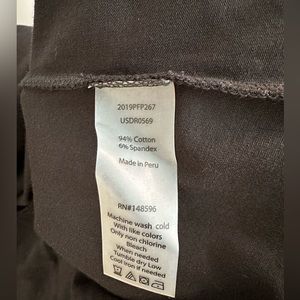 2019PFP267
USDR0569
94% Cotton
6% Spandex
Made in Peru
RN#148596
Machine wash cold
With like colors
Only non chlorine
Bleach
When needed
Tumble dry Low
Cool Iron if needed